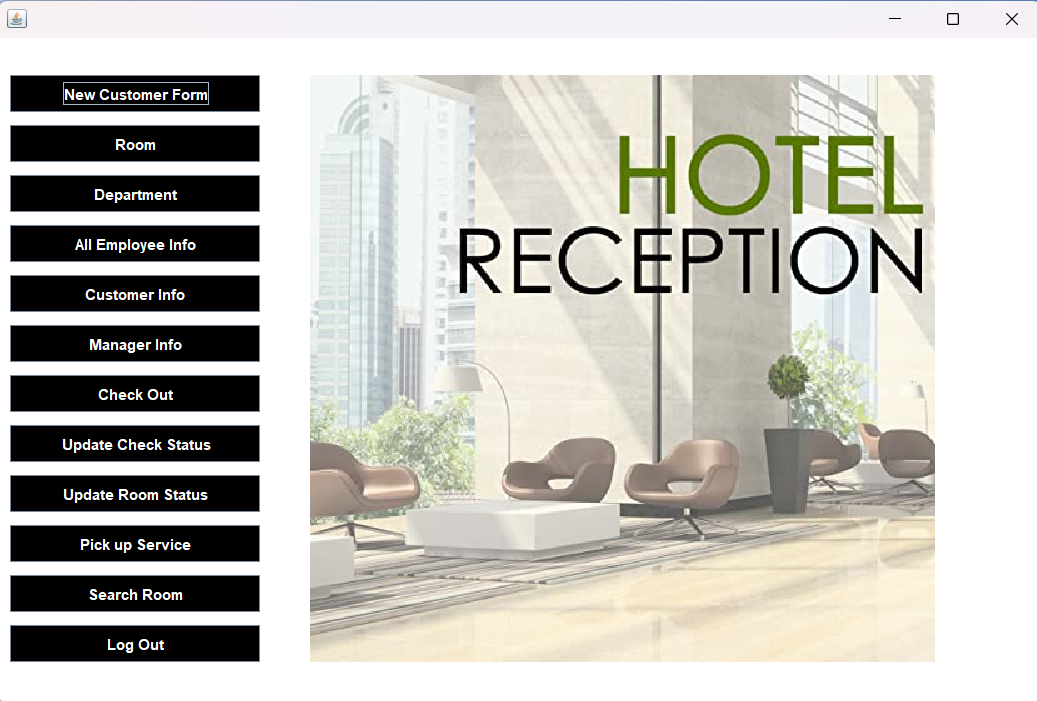 New Customer Form
Room
Department
All Employee Info
Customer Info
Manager Info
Check Out
Update Check Status
Update Room Status
Pick up Service
Search Room
Log Out
HOTEL
RECEPTION